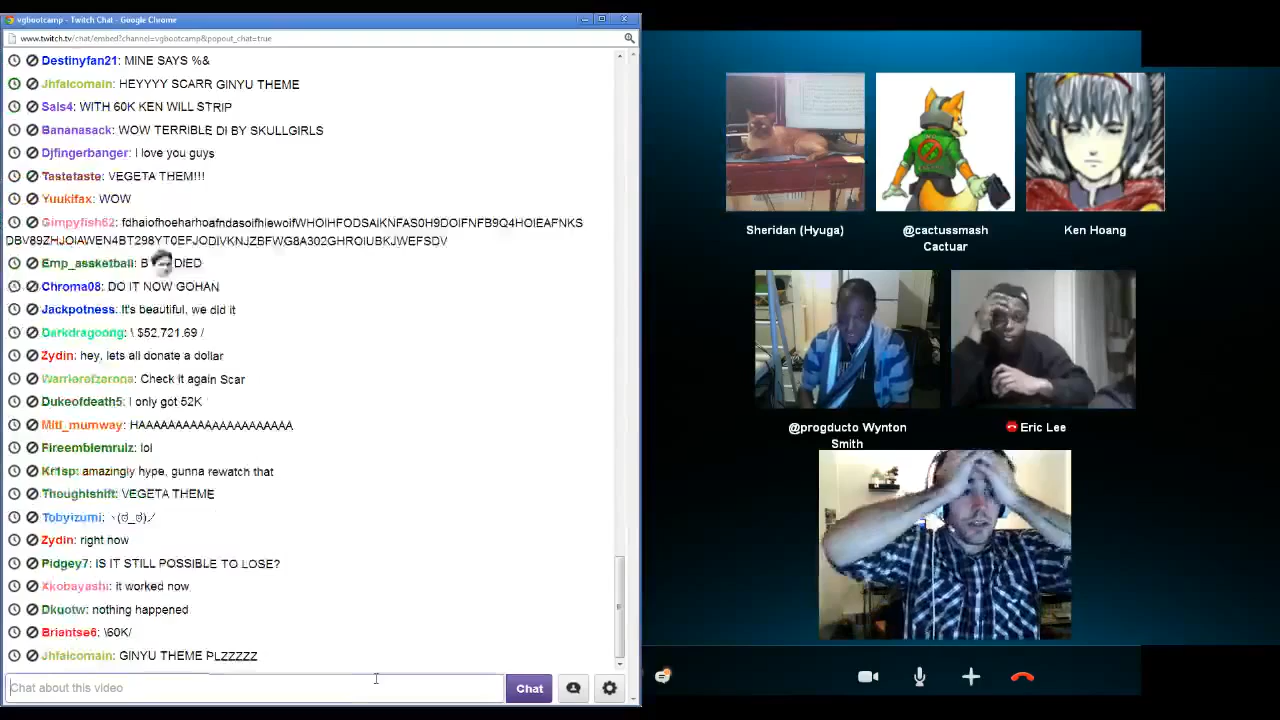 vgbootcamp - Twitch Chat - Google Chrome
www.twitch.tv/chat/embed?channel=vgbootcamp&popout_chat=true
Destinyfan21: MINE SAYS %&
Jhfalcomain: HEYYYY SCARR GINYU THEME
Sals4: WITH 60K KEN WILL STRIP
Bananasack: WOW TERRIBLE DI BY SKULLGIRLS
Djfingerbanger: I love you guys
Tastetaste: VEGETA THEM!!!
Yuukifax: WOW
Gimpyfish62:
Emp_assketball: B DIED
Chroma08: DO IT NOW GOHAN
Jackpotness: It's beautiful, we did it
Darkdragoong: \ $52,721.69 /
Zydin: hey, lets all donate a dollar
Warriorofzarona: Check it again Scar
Dukeofdeath5: I only got 52K
Miti_mumway: HAAAAAAAAAAAAAAAAAAAAA
Fireemblemrulz: lol
Kr1sp: amazingly hype, gunna rewatch that
Thoughtshift: VEGETA THEME
Tobyizumi:
Zydin: right now
Pidgey7: IS IT STILL POSSIBLE TO LOSE?
Xkobayashi: it worked now
Dkuotw: nothing happened
Briantse6: \60K/
Jhfalcomain: GINYU THEME PLZZZZZ
Chat about this video
Chat
Sheridan (Hyuga)
@cactussmash
Cactuar
Ken Hoang
@progducto Wynton
Smith
Eric Lee